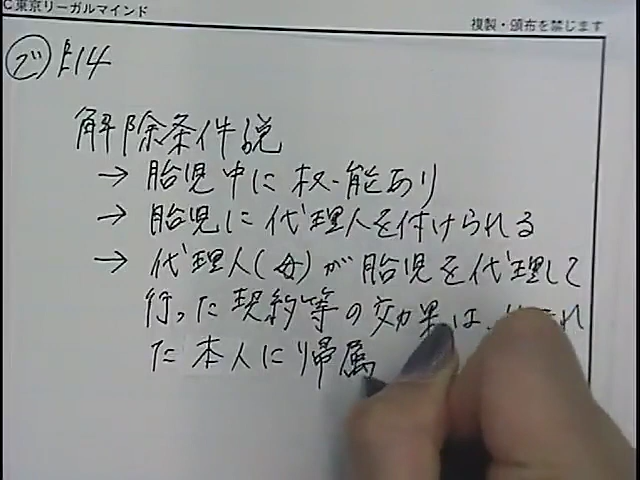 C東京リーガルマインド
複製・頒布を禁じます
P.14
解除条件説
→ 胎児中に权能あり
→ 胎児に代理人を付けられる
→ 代理人(母)が胎児を代理して
行った契約等の効果は、
た本人に帰属